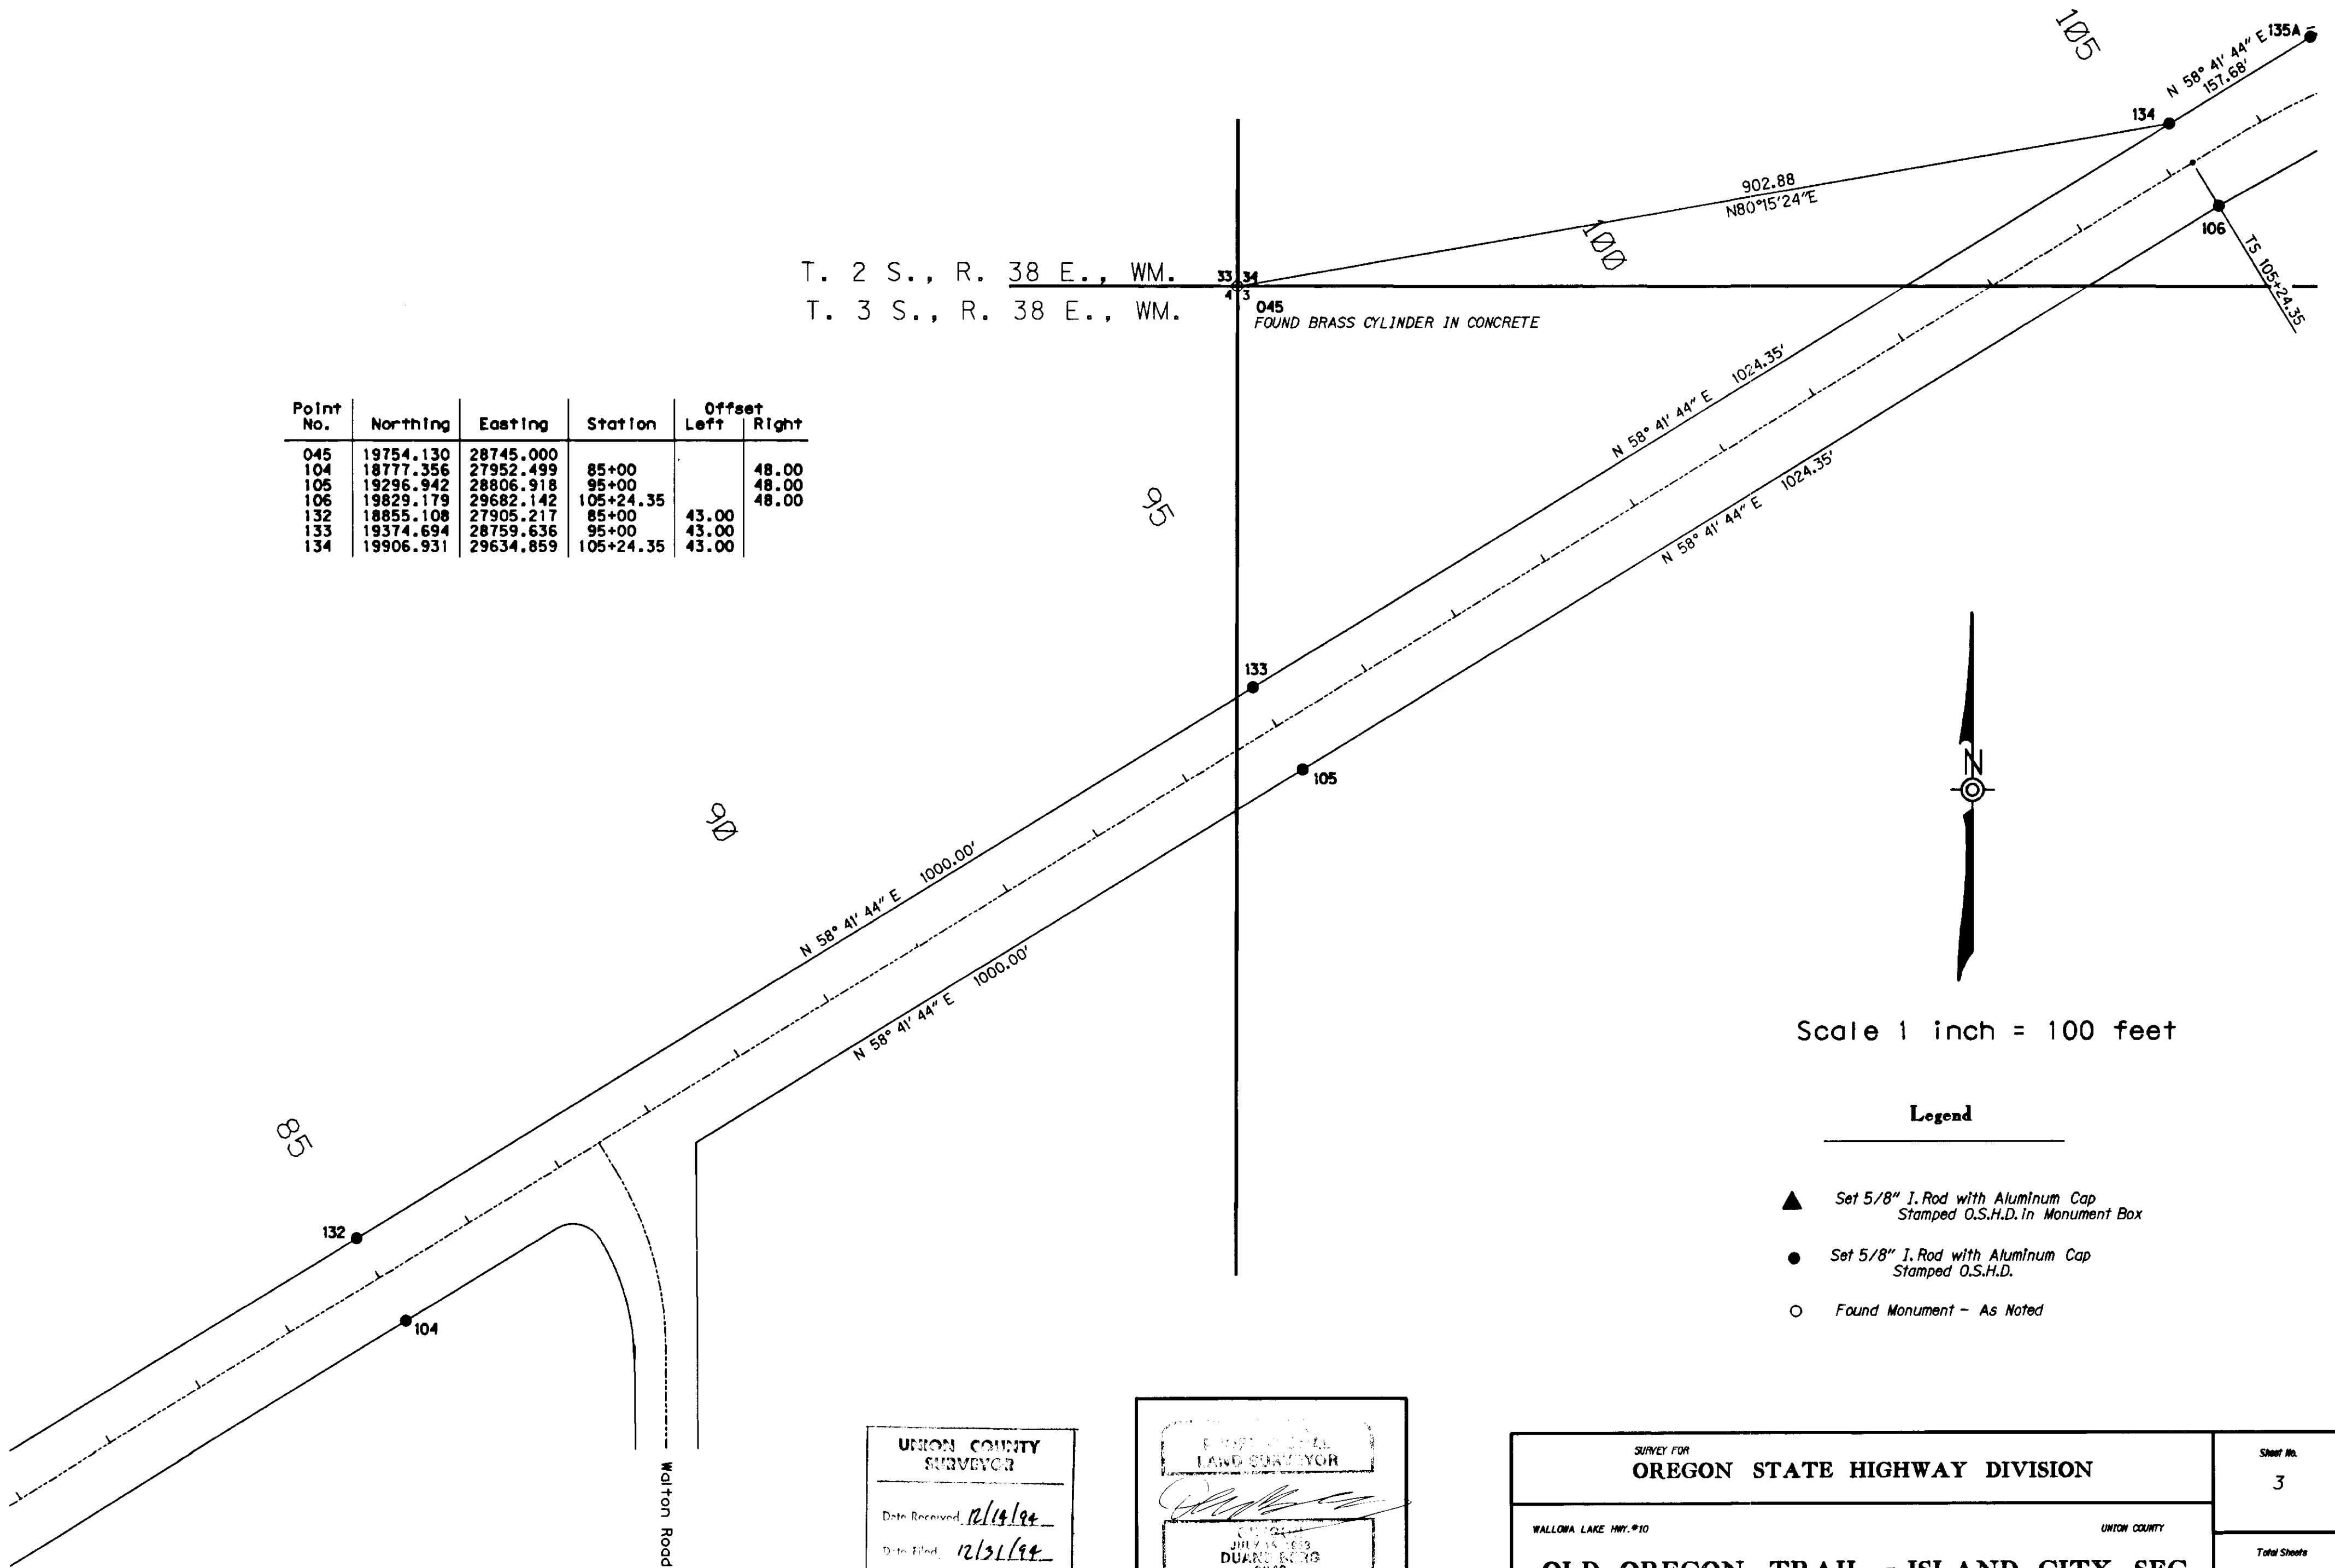 105
N 58° 41' 44" E
157.68'
135A
134
902.88
N80°15'24"E
100
106
TS 105+24.35
T. 2 S., R. 38 E., WM.
T. 3 S., R. 38 E., WM.
33 34
4 3
045
FOUND BRASS CYLINDER IN CONCRETE
N 58° 41' 44" E 1024.35'
N 58° 41' 44" E 1024.35'
Point No. Northing Easting Station Offset Left Right
045 19754.130 28745.000
104 18777.356 27952.499 85+00 48.00
105 19296.942 28806.918 95+00 48.00
106 19829.179 29682.142 105+24.35 48.00
132 18855.108 27905.217 85+00 43.00
133 19374.694 28759.636 95+00 43.00
134 19906.931 29634.859 105+24.35 43.00
95
133
105
N
90
N 58° 41' 44" E 1000.00'
N 58° 41' 44" E 1000.00'
Scale 1 inch = 100 feet
Legend
Set 5/8" I. Rod with Aluminum Cap
Stamped O.S.H.D. in Monument Box
Set 5/8" I. Rod with Aluminum Cap
Stamped O.S.H.D.
Found Monument - As Noted
85
132
104
Walton Road
UNION COUNTY
SURVEYOR
Date Received 12/14/94
Date Filed 12/31/94
LAND SURVEYOR
DUANE BERG
SURVEY FOR
OREGON STATE HIGHWAY DIVISION
Sheet No.
3
WALLOWA LAKE HWY. #10 UNION COUNTY
OLD OREGON TRAIL - ISLAND CITY SEC.
Total Sheets